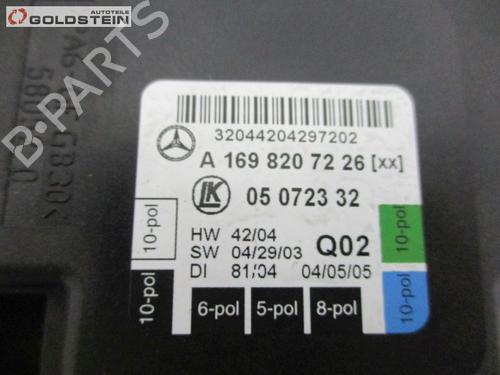 AUTOTEILE
GOLDSTEIN
GB30<
32044204297202
A 169 820 72 26 [xx]
LK 05 0723 32
10-pol
10-pol
HW 42/04 Q02
SW 04/29/03
DI 81/04 04/05/05
10-pol
10-pol
6-pol 5-pol 8-pol
B-PARTS